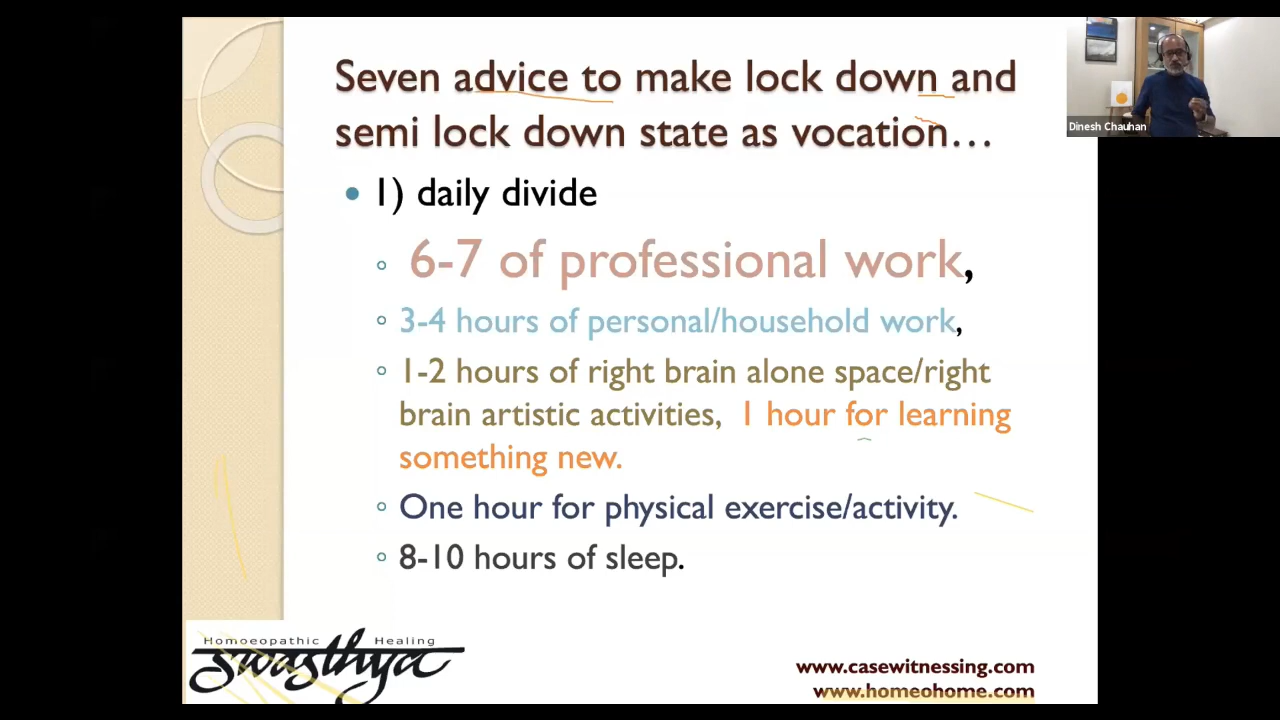 Seven advice to make lock down and
semi lock down state as vocation…
Dinesh Chauhan
• 1) daily divide
6-7 of professional work,
3-4 hours of personal/household work,
1-2 hours of right brain alone space/right
brain artistic activities, 1 hour for learning
something new.
One hour for physical exercise/activity.
8-10 hours of sleep.
Homoeopathic Healing
swasthya
www.casewitnessing.com
www.homeohome.com